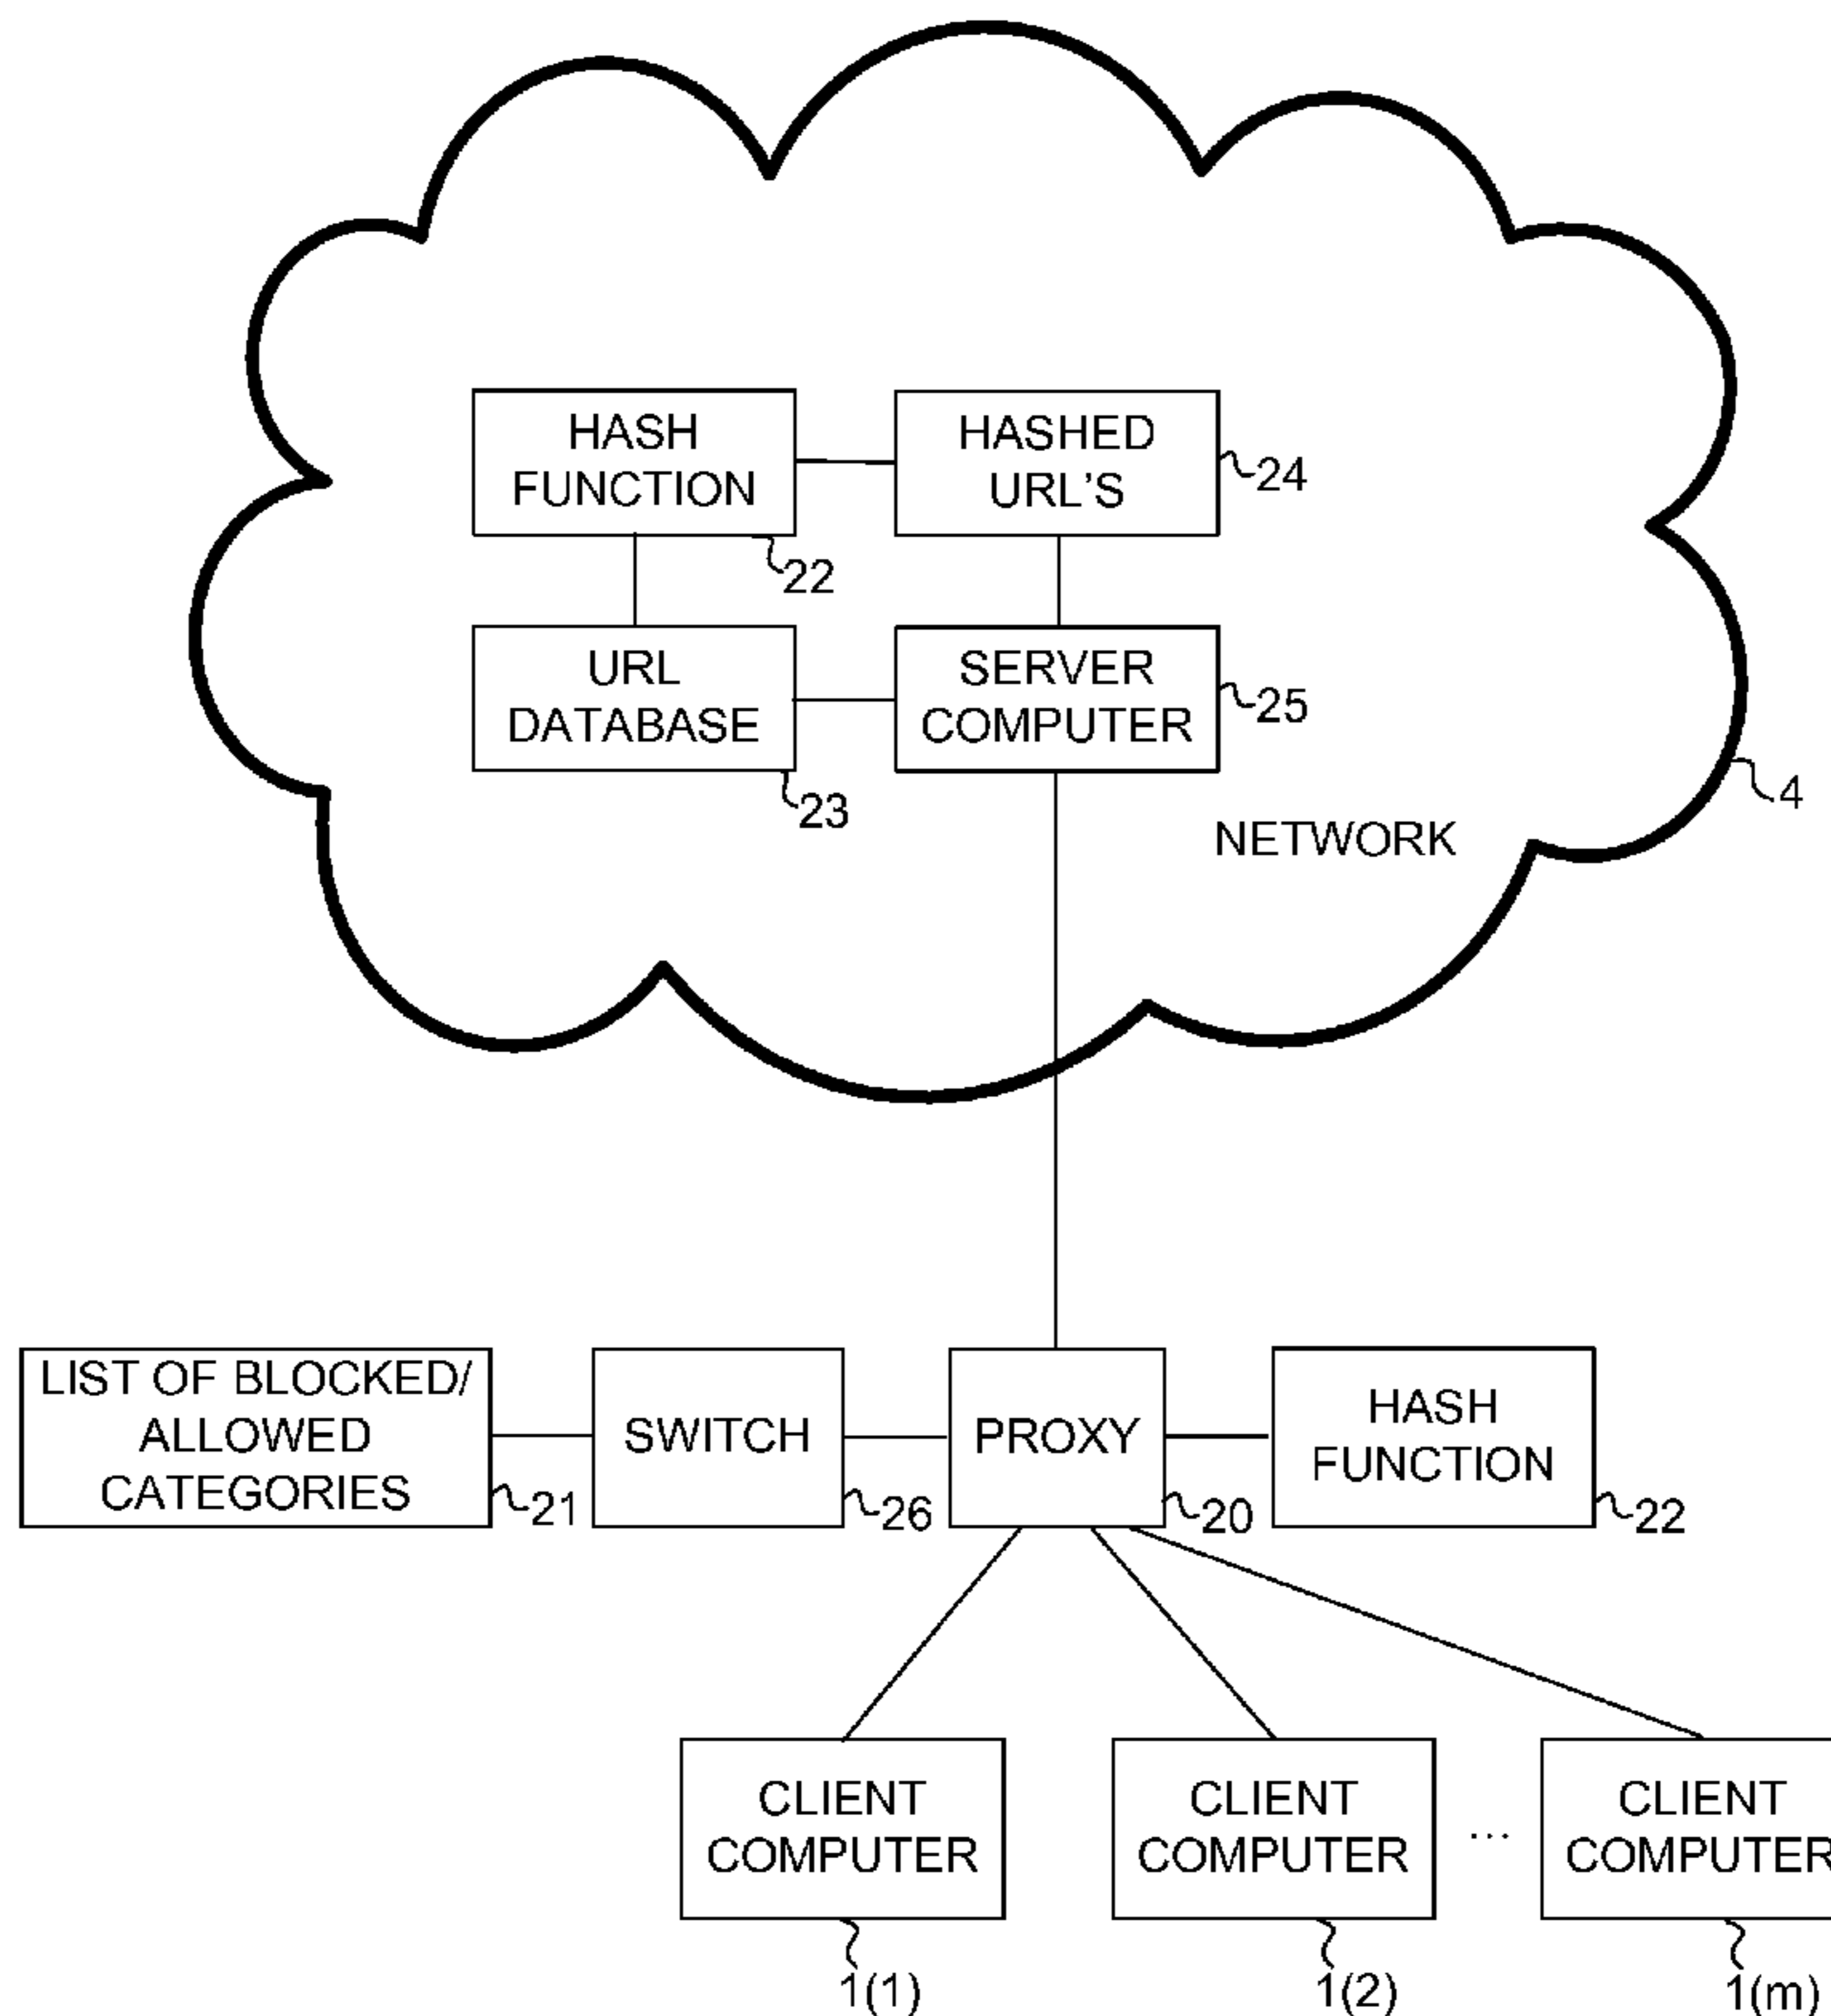 HASH
FUNCTION
22
HASHED
URL'S
24
URL
DATABASE
23
SERVER
COMPUTER
25
NETWORK
4
LIST OF BLOCKED/
ALLOWED
CATEGORIES
21
SWITCH
26
PROXY
20
HASH
FUNCTION
22
CLIENT
COMPUTER
1(1)
CLIENT
COMPUTER
1(2)
...
CLIENT
COMPUTER
1(m)